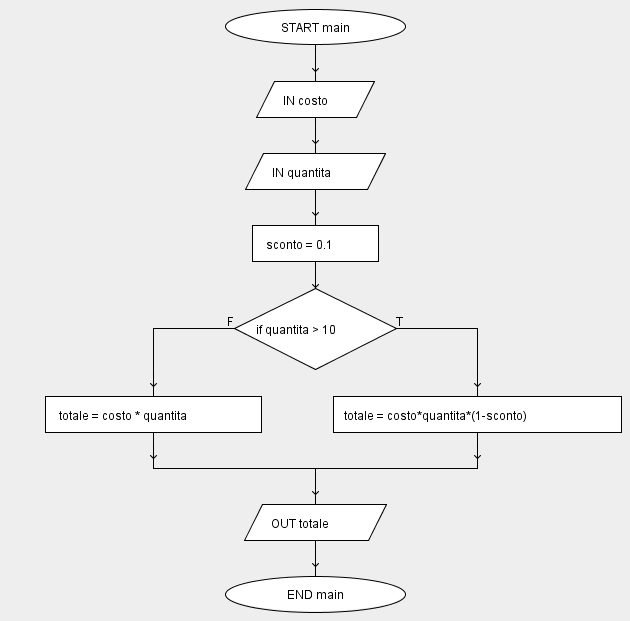 START main
IN costo
IN quantita
sconto = 0.1
F
T
if quantita > 10
totale = costo * quantita
totale = costo*quantita*(1-sconto)
OUT totale
END main